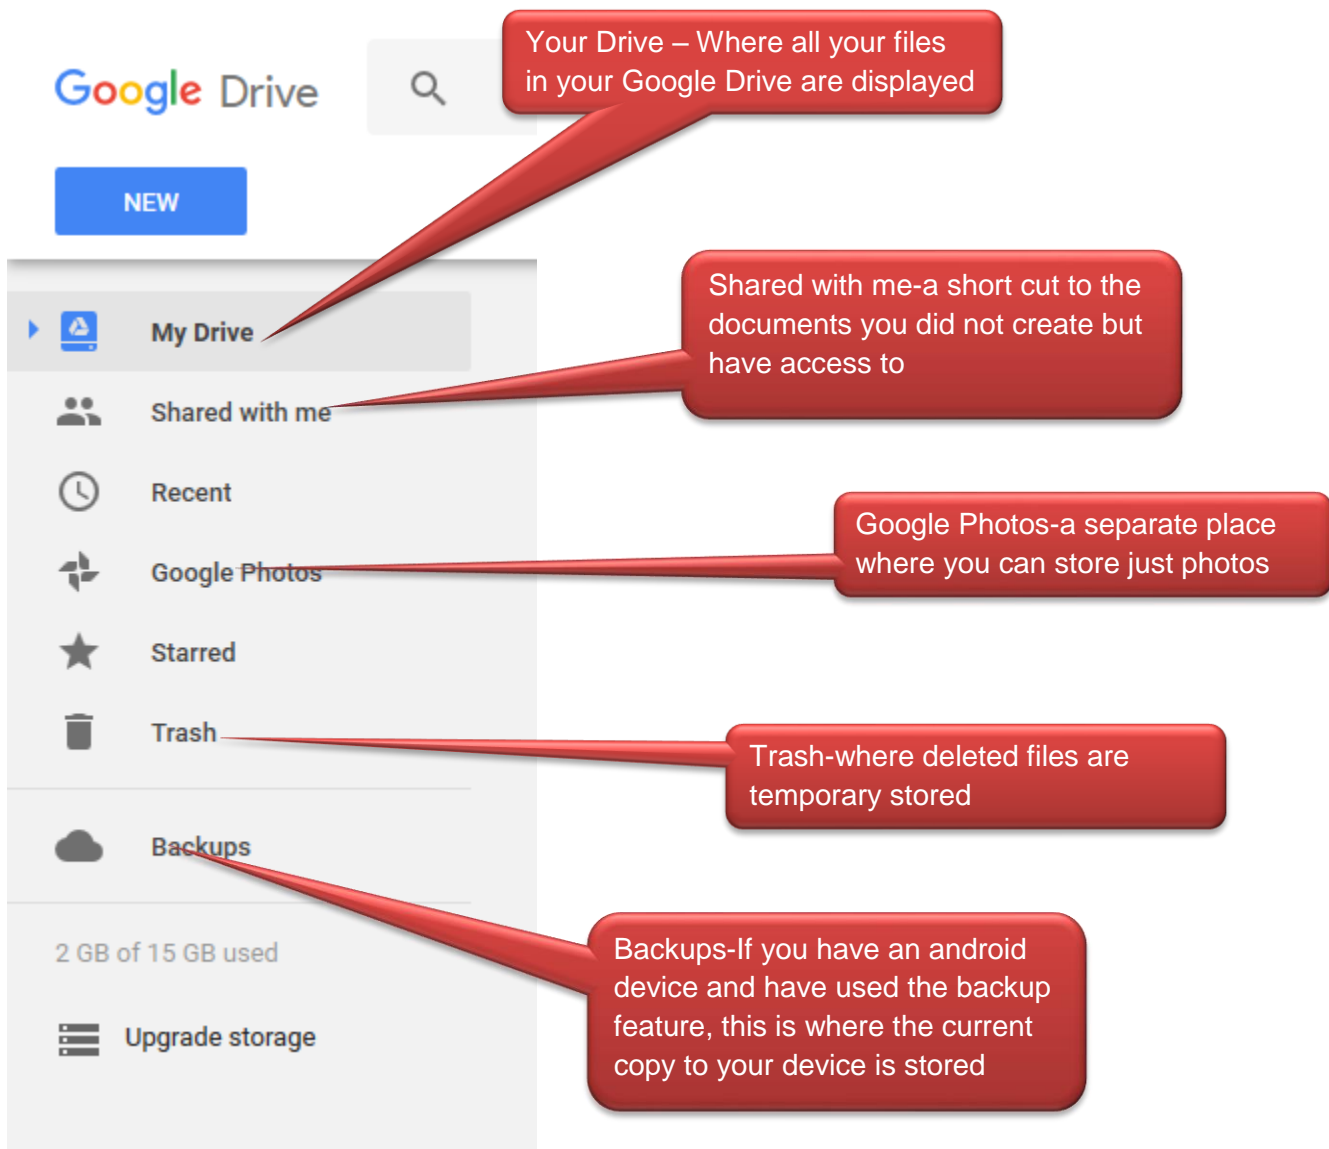 Your Drive – Where all your files
in your Google Drive are displayed
Google Drive
NEW
Shared with me-a short cut to the
documents you did not create but
have access to
My Drive
Shared with me
Recent
Google Photos-a separate place
where you can store just photos
Google Photos
Starred
Trash
Trash-where deleted files are
temporary stored
Backups
Backups-If you have an android
device and have used the backup
feature, this is where the current
copy to your device is stored
2 GB of 15 GB used
Upgrade storage